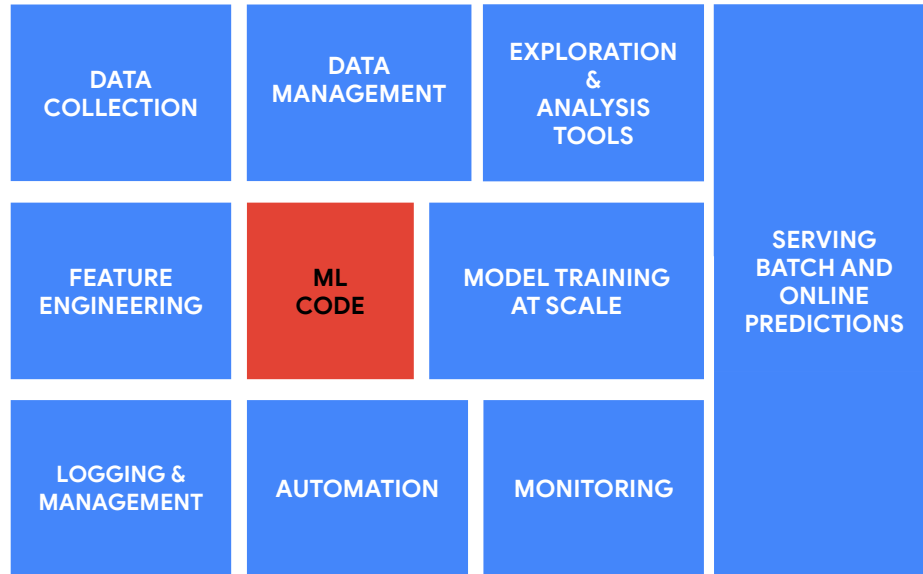 DATA
COLLECTION
DATA
MANAGEMENT
EXPLORATION
&
ANALYSIS
TOOLS
SERVING
BATCH AND
ONLINE
PREDICTIONS
FEATURE
ENGINEERING
ML
CODE
MODEL TRAINING
AT SCALE
LOGGING &
MANAGEMENT
AUTOMATION
MONITORING